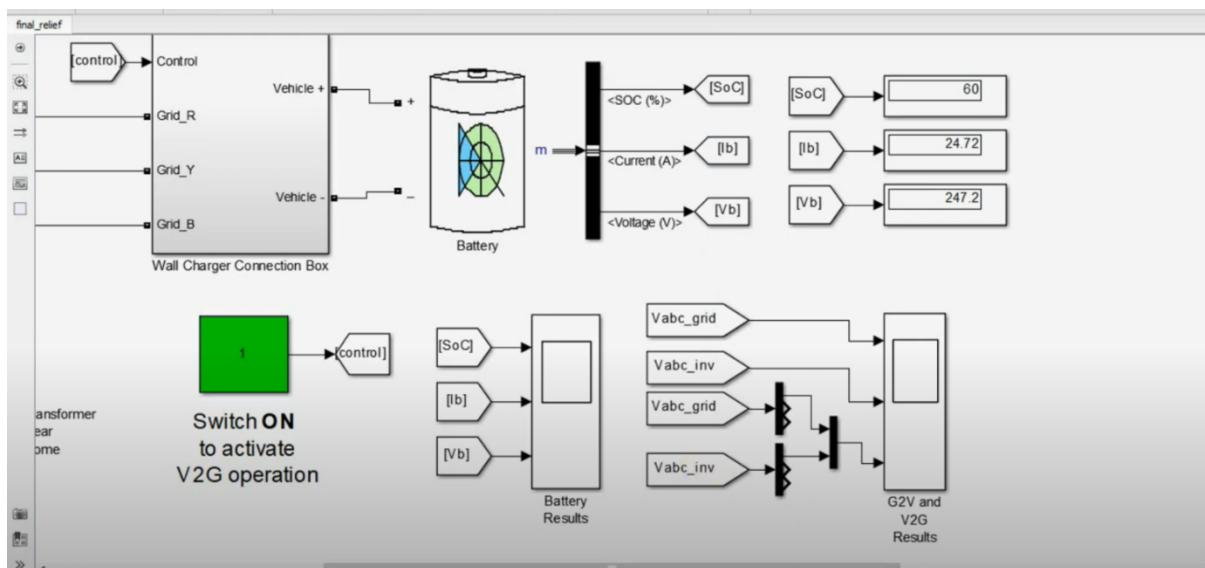 final_relief
[control]
Control
Grid_R
Grid_Y
Grid_B
Vehicle +
Vehicle -
Wall Charger Connection Box
+
–
Battery
m
<SOC (%)>
<Current (A)>
<Voltage (V)>
[SoC]
[Ib]
[Vb]
[SoC]
60
[Ib]
24.72
[Vb]
247.2
1
[control]
Switch ON
to activate
V2G operation
ansformer
ear
ome
[SoC]
[Ib]
[Vb]
Battery
Results
Vabc_grid
Vabc_inv
Vabc_grid
Vabc_inv
G2V and
V2G
Results